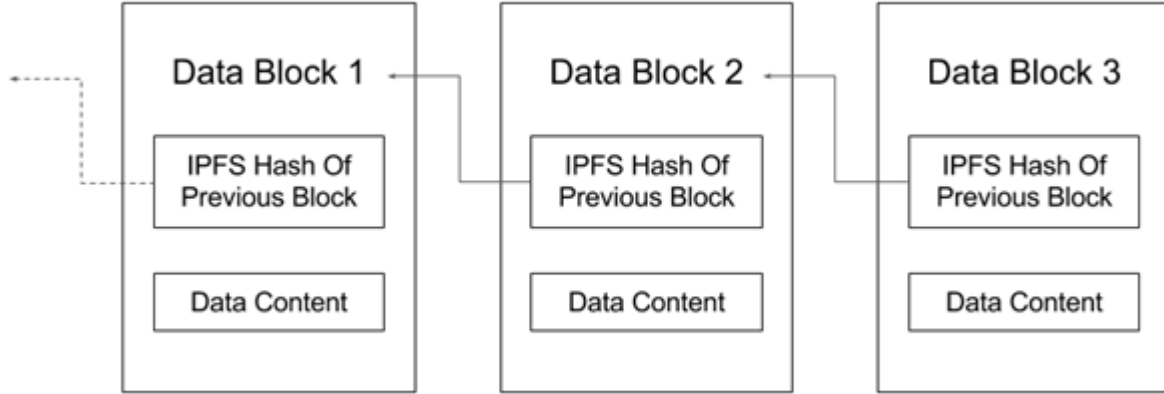 Data Block 1
IPFS Hash Of
Previous Block
Data Content
Data Block 2
IPFS Hash Of
Previous Block
Data Content
Data Block 3
IPFS Hash Of
Previous Block
Data Content